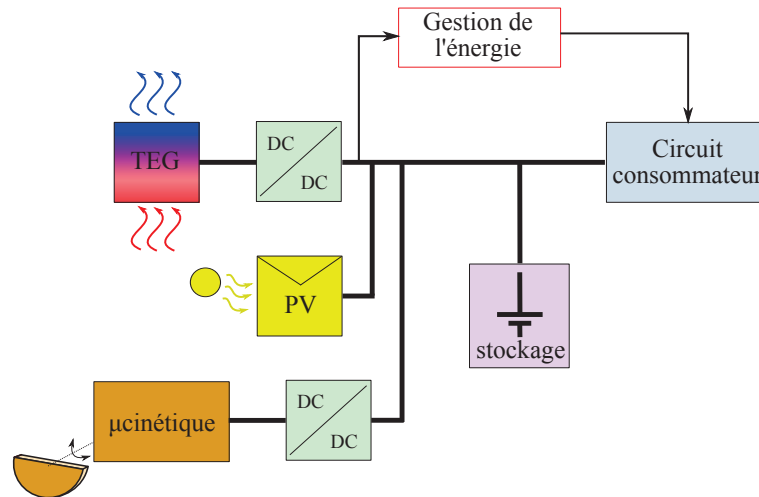 Gestion de
l'énergie
TEG
DC
DC
Circuit
consommateur
PV
stockage
µcinétique
DC
DC